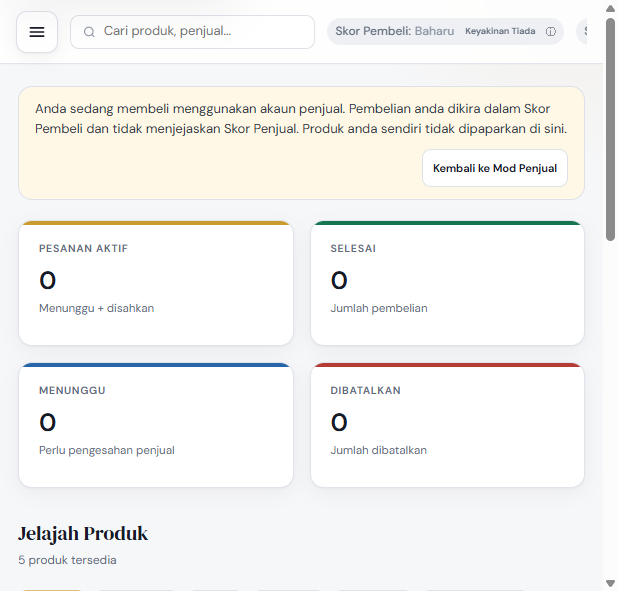 Cari produk, penjual...
Skor Pembeli: Baharu Keyakinan Tiada ⓘ
Anda sedang membeli menggunakan akaun penjual. Pembelian anda dikira dalam Skor
Pembeli dan tidak menjejaskan Skor Penjual. Produk anda sendiri tidak dipaparkan di sini.
Kembali ke Mod Penjual
PESANAN AKTIF
0
Menunggu + disahkan
SELESAI
0
Jumlah pembelian
MENUNGGU
0
Perlu pengesahan penjual
DIBATALKAN
0
Jumlah dibatalkan
Jelajah Produk
5 produk tersedia